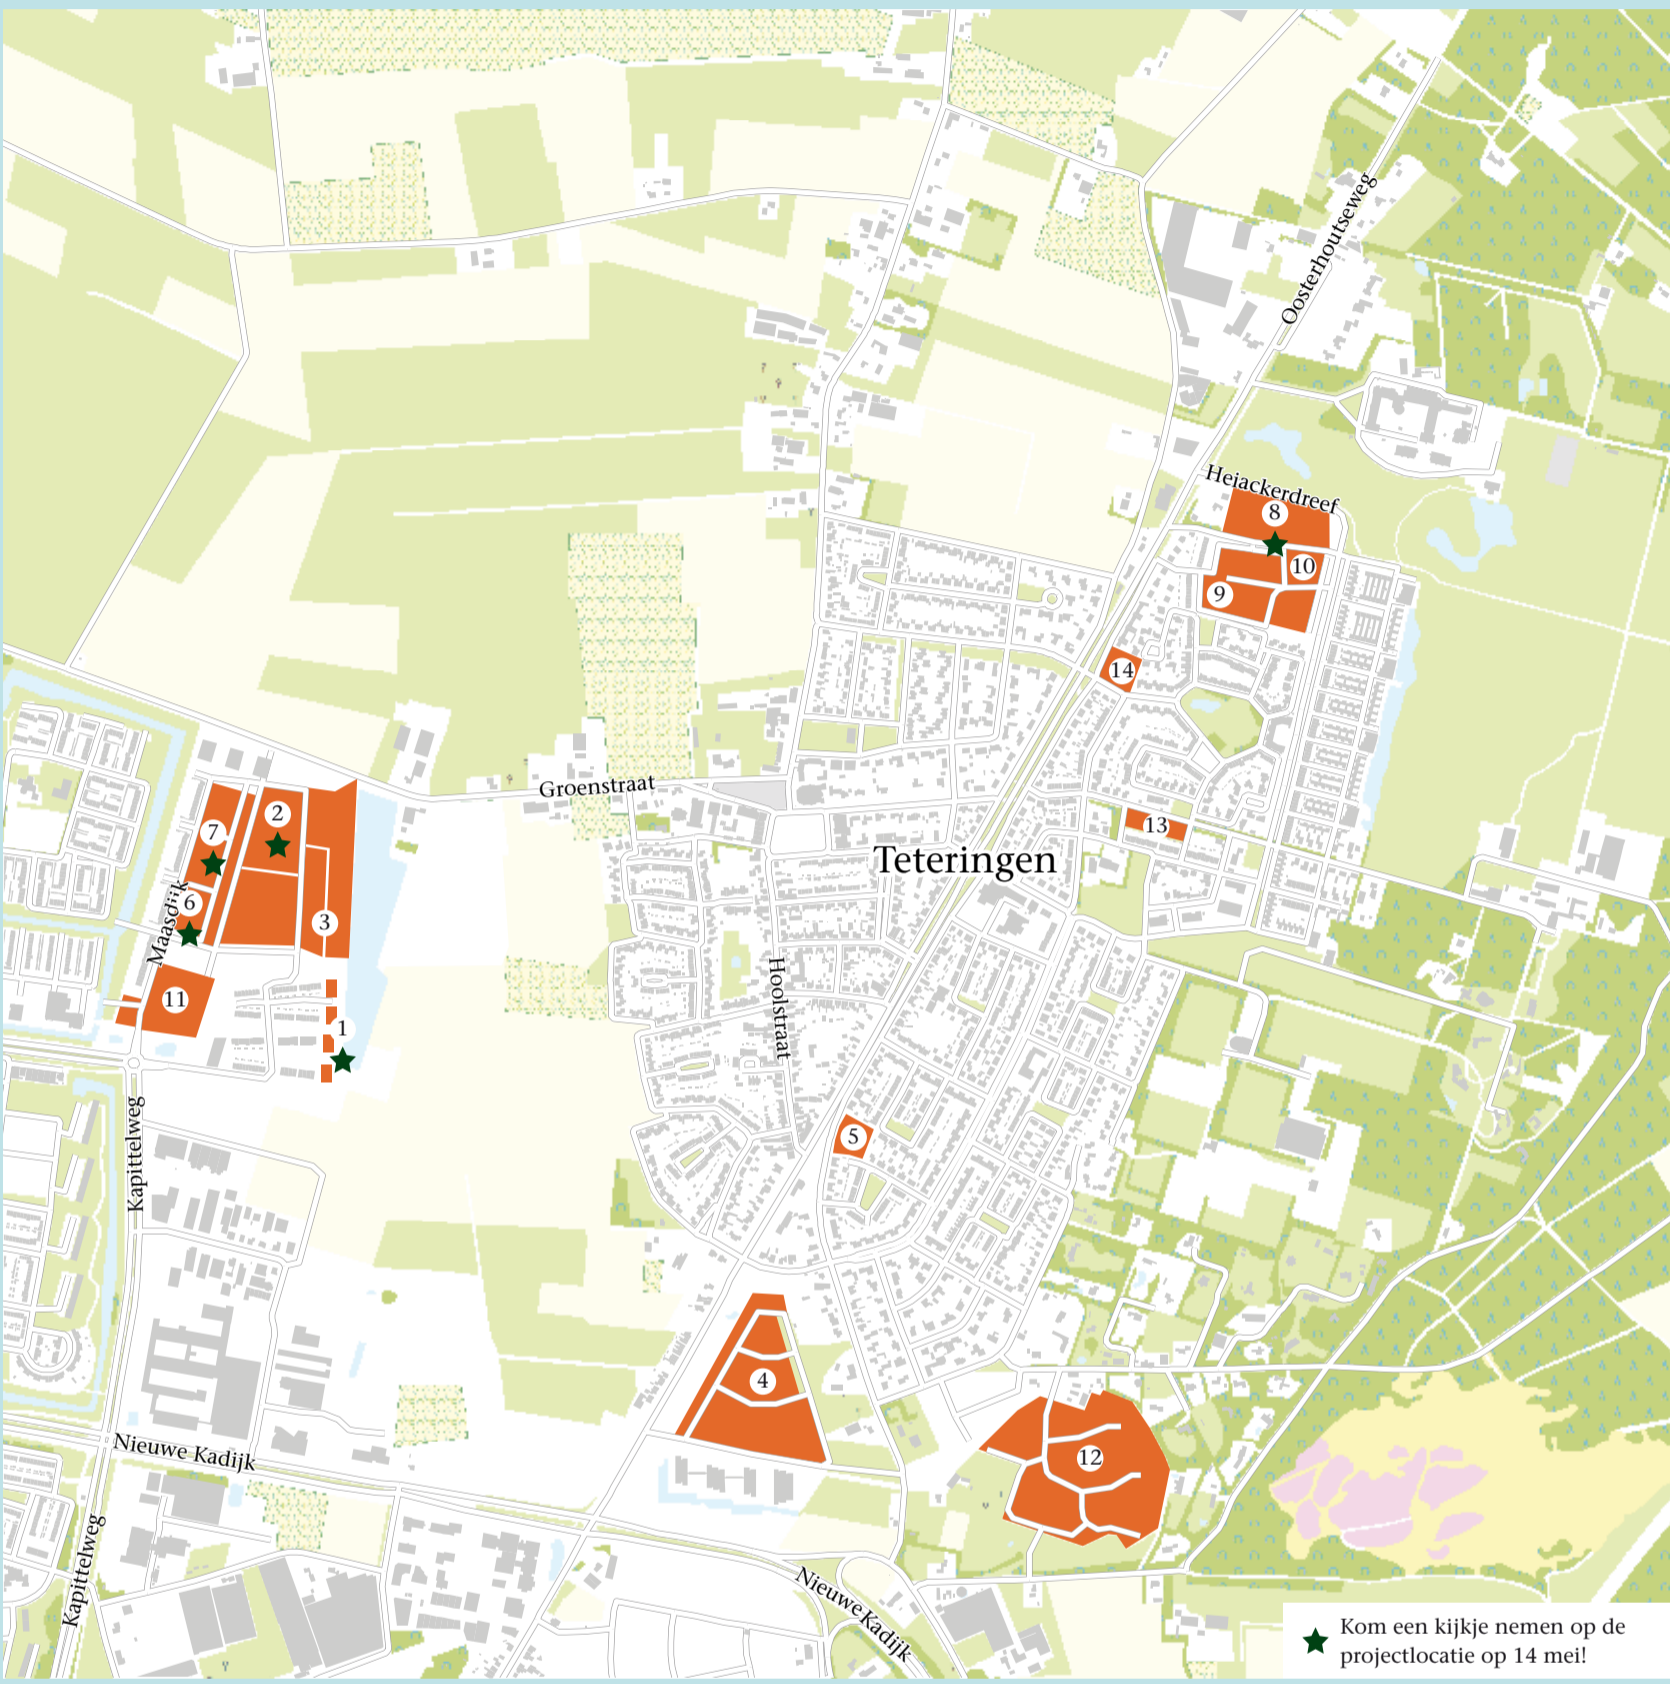 Oosterhoutseweg
Heiackerdreef
8
10
9
14
Groenstraat
2
7
13
Teteringen
6
3
Maasdijk
Hoolstraat
11
1
5
Kapittelweg
4
12
Nieuwe Kadijk
Kapittelweg
Nieuwe Kadijk
Kom een kijkje nemen op de
projectlocatie op 14 mei!